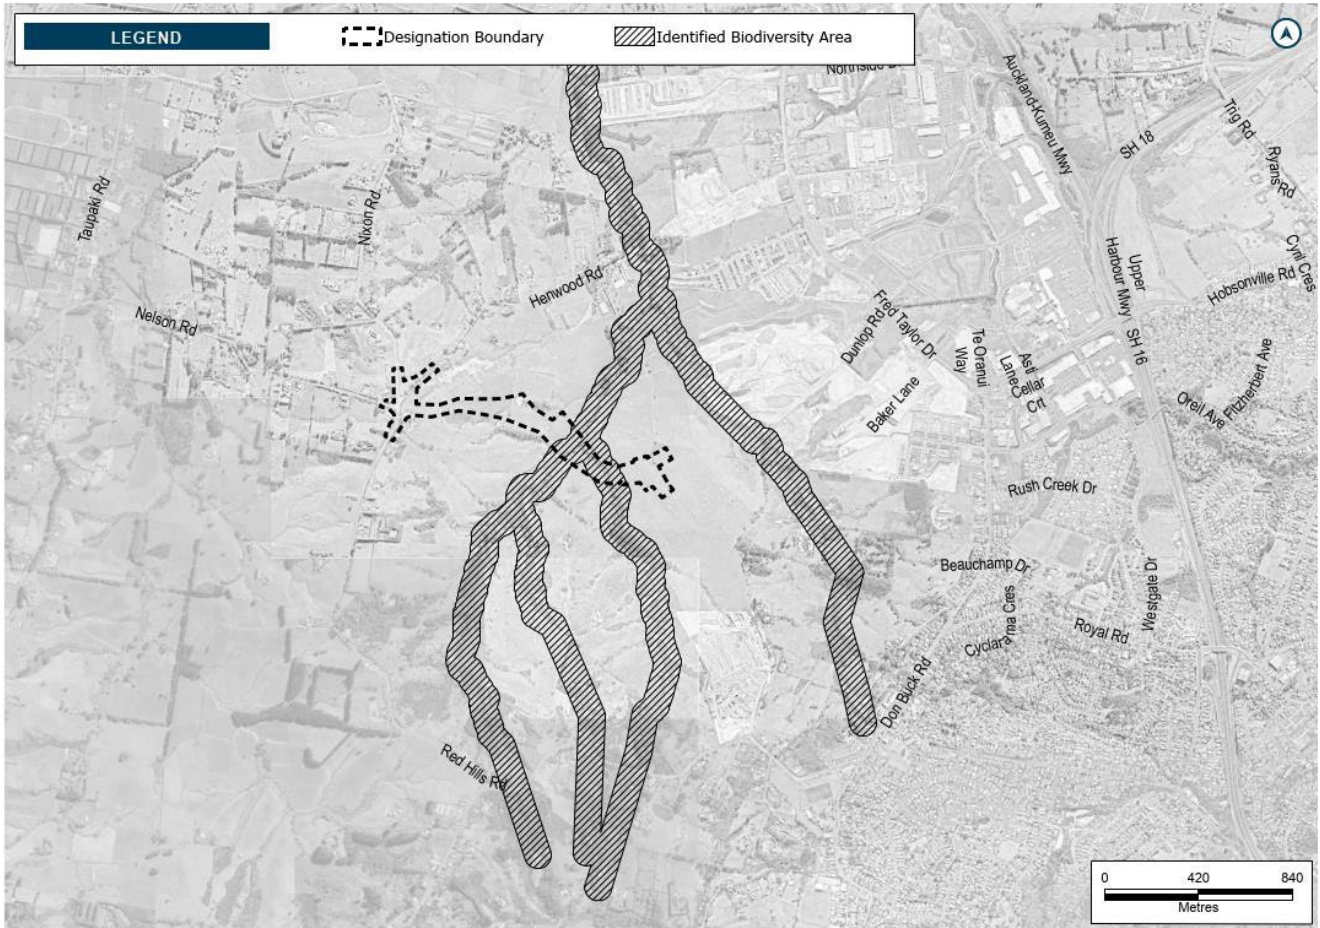 LEGEND
Designation Boundary
Identified Biodiversity Area
Auckland-Kumeu Mwy
SH 18
Trig Rd
Ryans Rd
Taupaki Rd
Nixon Rd
Henwood Rd
Nelson Rd
Upper
Harbour Mwy
SH 16
Hobsonville Rd
Cyril Cres
Fred Taylor Dr
Dunlop Rd
Te Oranui
Way
Asti
Lane
Cellar
Crt
Baker Lane
Oreil Ave
Fitzherbert Ave
Rush Creek Dr
Beauchamp Dr
Westgate Dr
Royal Rd
Cyclarama Cres
Don Buck Rd
Red Hills Rd
0 420 840
Metres